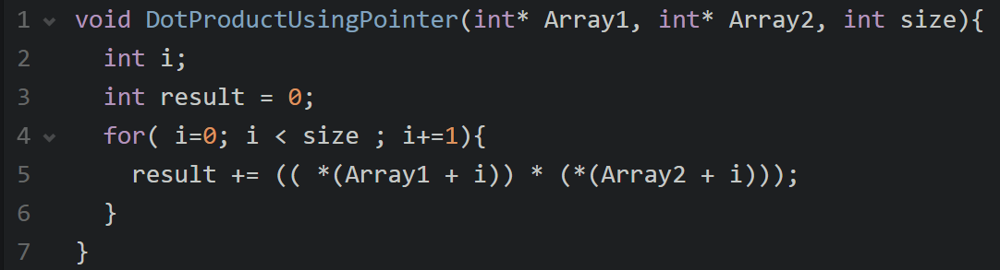 1 void DotProductUsingPointer(int* Array1, int* Array2, int size){
2   int i;
3   int result = 0;
4   for( i=0; i < size ; i+=1){
5     result += (( *(Array1 + i)) * (*(Array2 + i)));
6   }
7 }